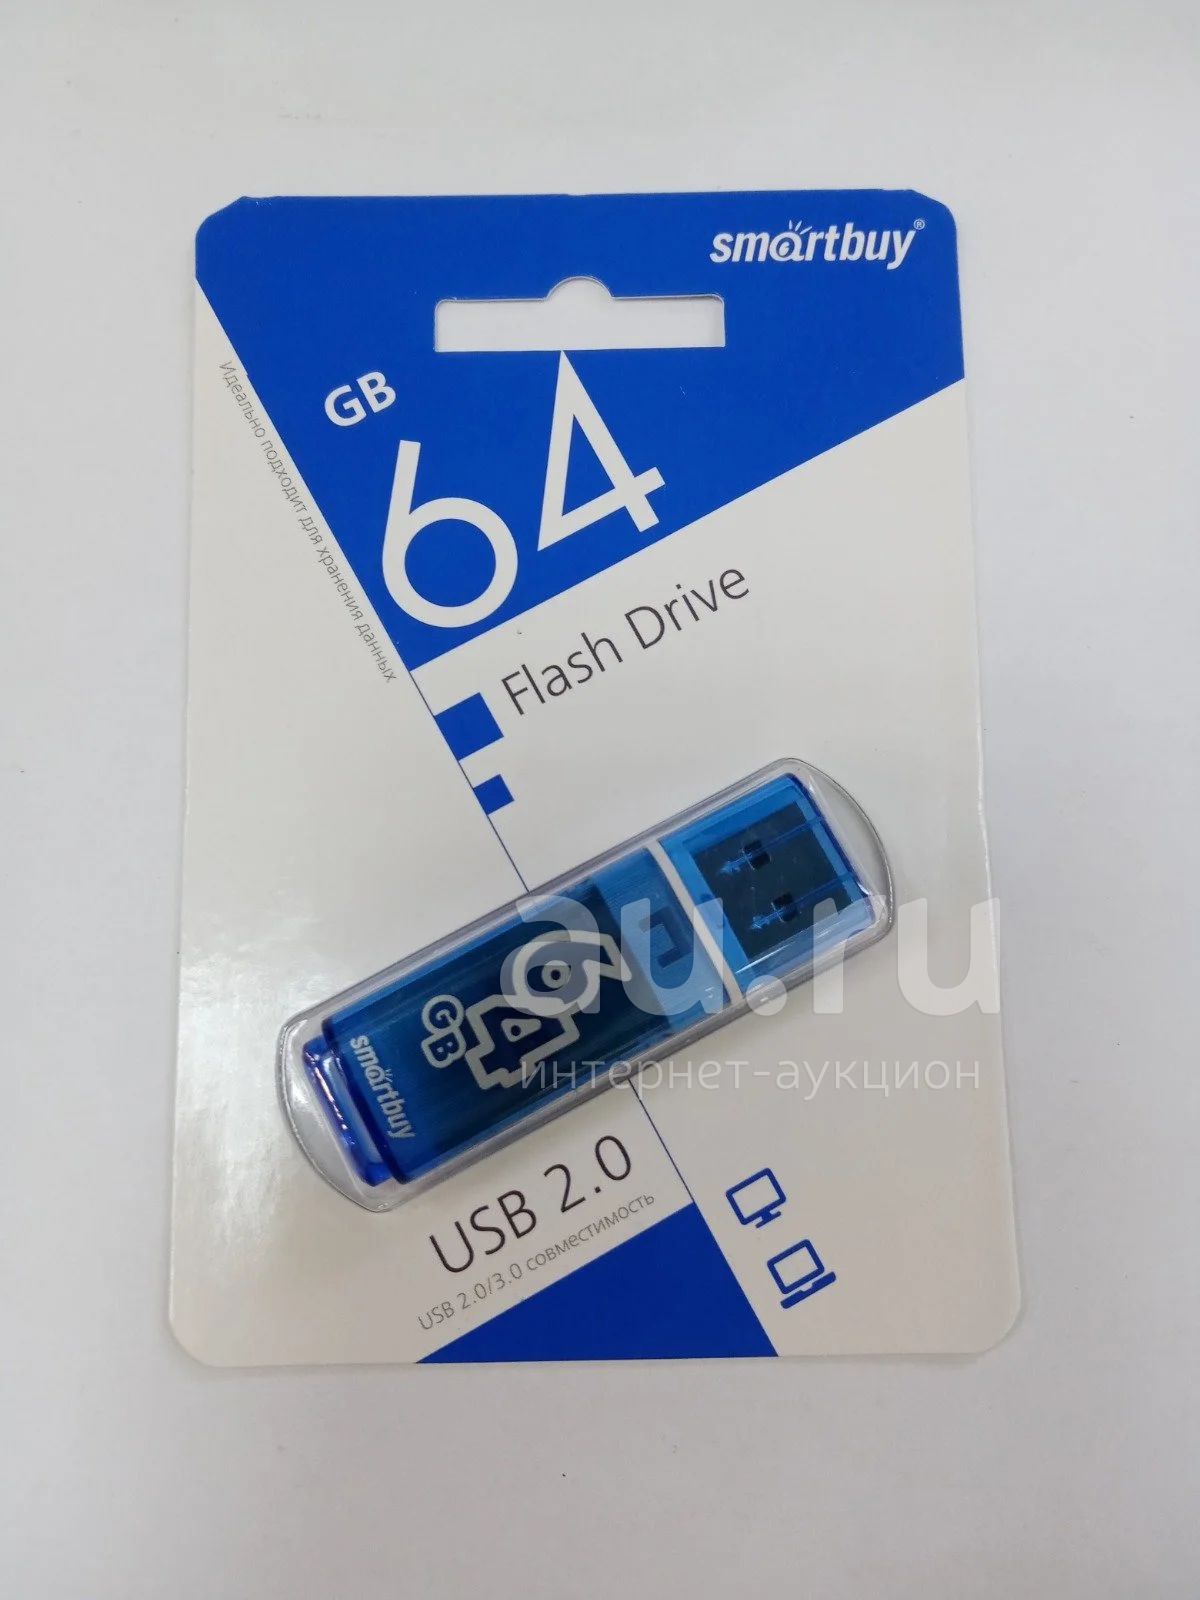 smartbuy®
GB
64
Идеально подходит для хранения данных
Flash Drive
64
GB
smartbuy
au.ru
интернет-аукцион
USB 2.0
USB 2.0/3.0 совместимость